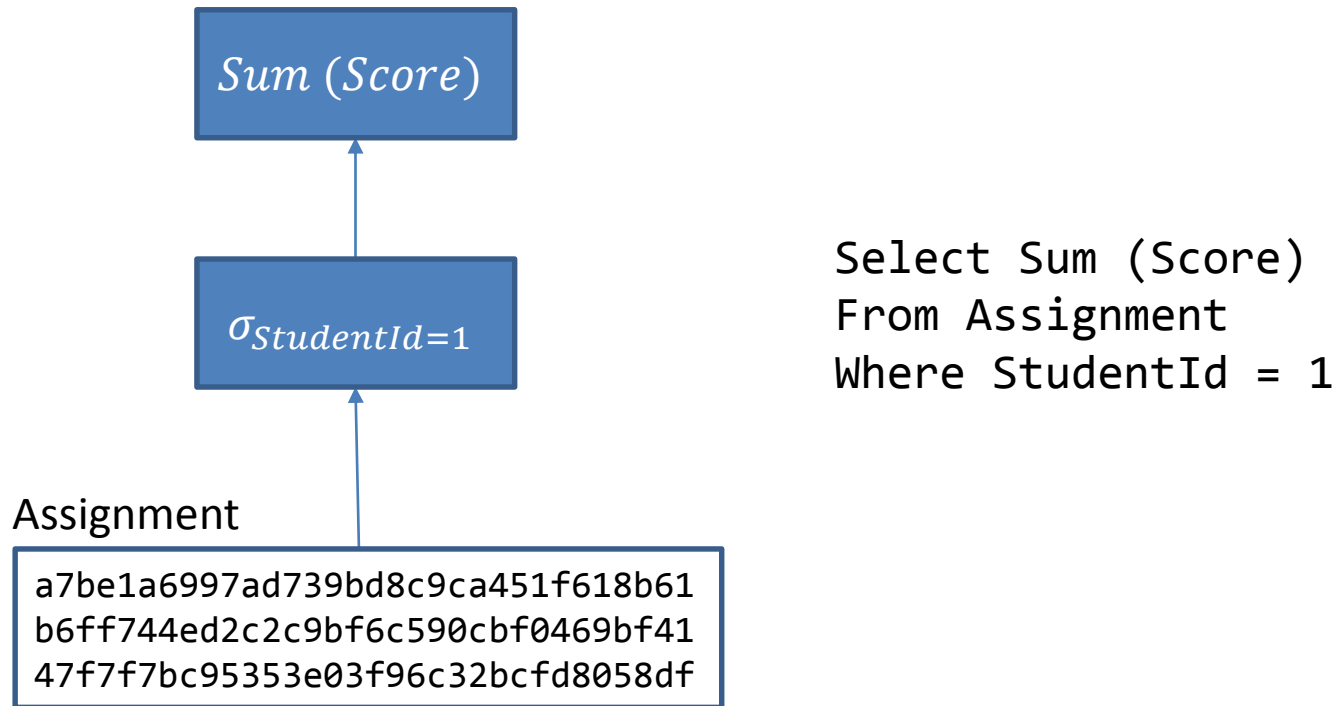 Sum (Score)
σStudentId=1
Select Sum (Score)
From Assignment
Where StudentId = 1
Assignment
a7be1a6997ad739bd8c9ca451f618b61
b6ff744ed2c2c9bf6c590cbf0469bf41
47f7f7bc95353e03f96c32bcfd8058df